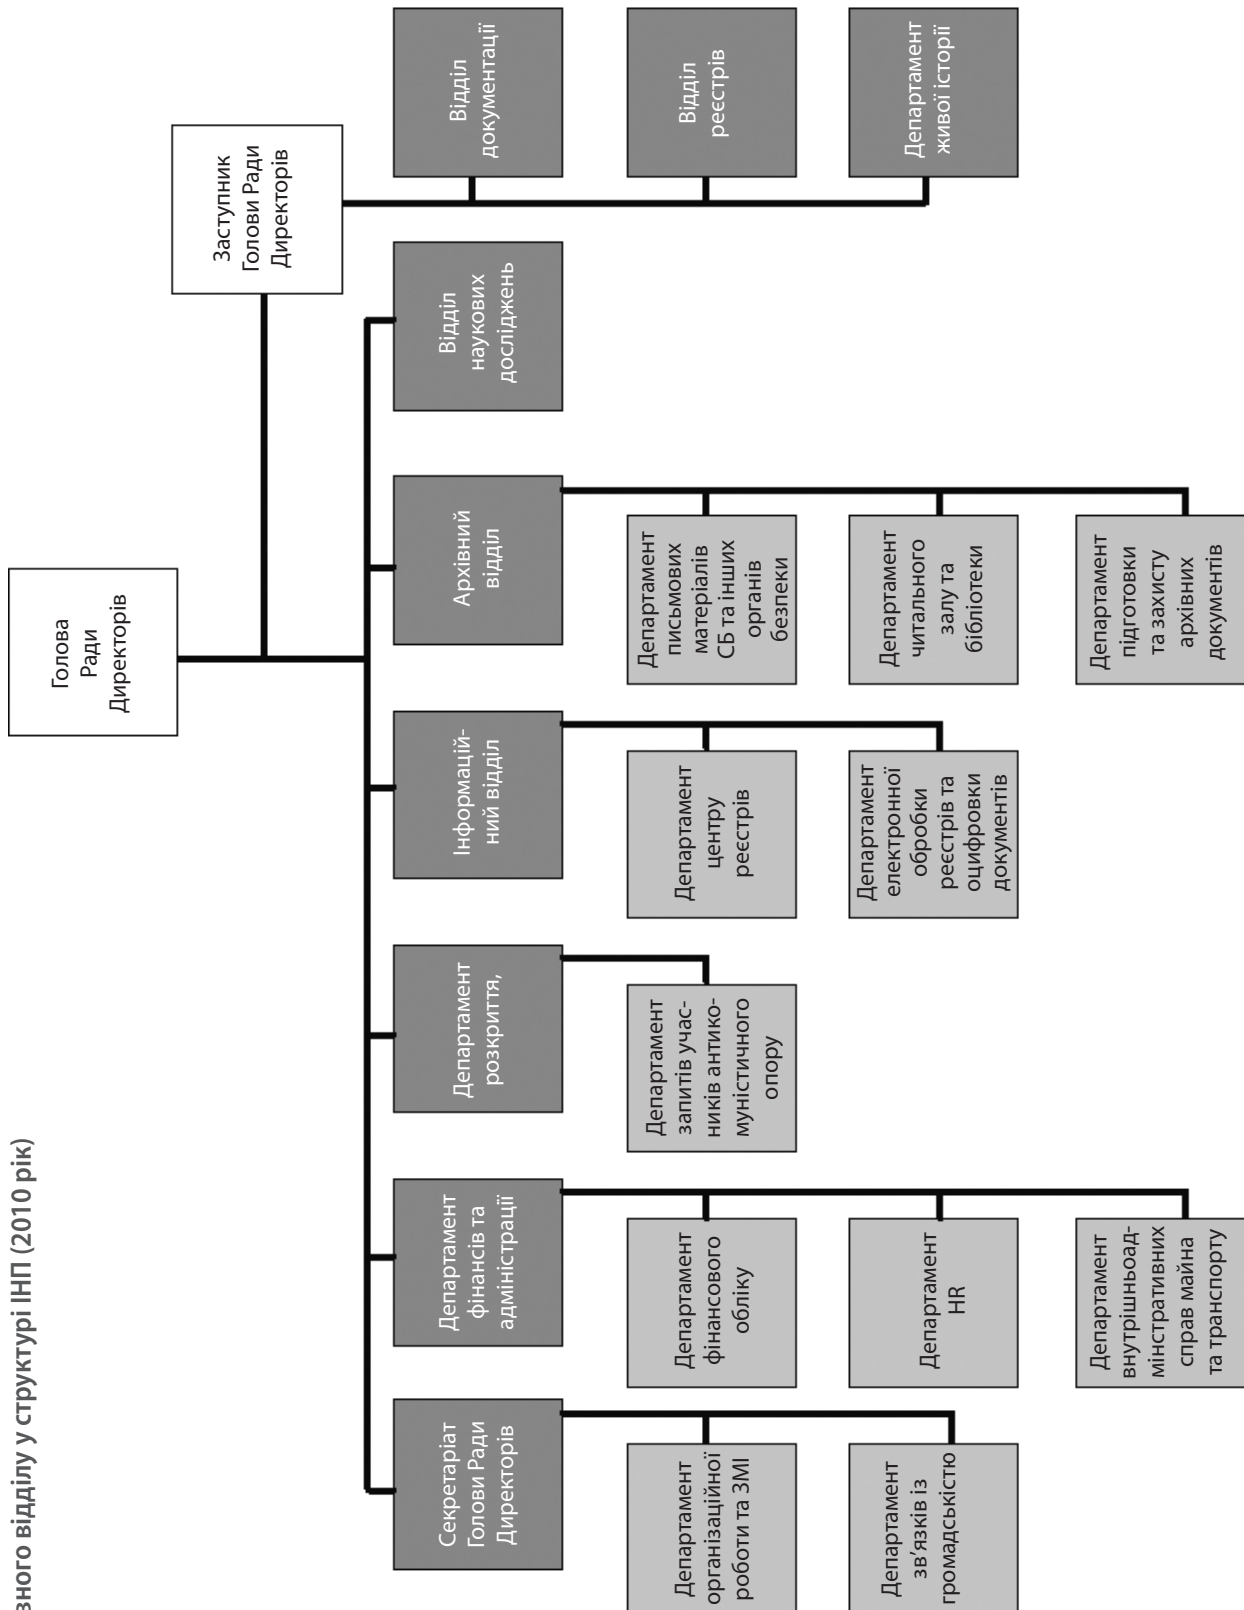 вного відділу у структурі ІНП (2010 рік)
Голова
Ради
Директорів
Заступник
Голови Ради
Директорів
Секретаріат
Голови Ради
Директорів
Департамент
фінансів та
адміністрації
Департамент
розкриття,
Інформацій-
ний відділ
Архівний
відділ
Відділ
наукових
досліджень
Відділ
документації
Департамент
організаційної
роботи та ЗМІ
Департамент
фінансового
обліку
Департамент
запитів учас-
ників антико-
муністичного
опору
Департамент
центру
реєстрів
Департамент
письмових
матеріалів
СБ та інших
органів
безпеки
Відділ
реєстрів
Департамент
зв’язків із
громадськістю
Департамент
HR
Департамент
електронної
обробки
реєстрів та
оцифровки
документів
Департамент
читального
залу та
бібліотеки
Департамент
живої історії
Департамент
внутрішньоад-
мінстративних
справ майна
та транспорту
Департамент
підготовки
та захисту
архівних
документів